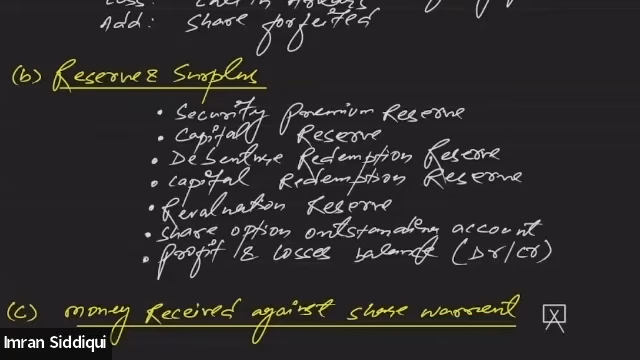 Add: Share forfeited
(b) Reserve & Surplus
• Security Premium Reserve
• Capital Reserve
• Debenture Redemption Reserve
• Capital Redemption Reserve
• Revaluation Reserve
• Share option outstanding account
• Profit & Losses balance (Dr/Cr)
(c) Money Received against share warrent X
Imran Siddiqui